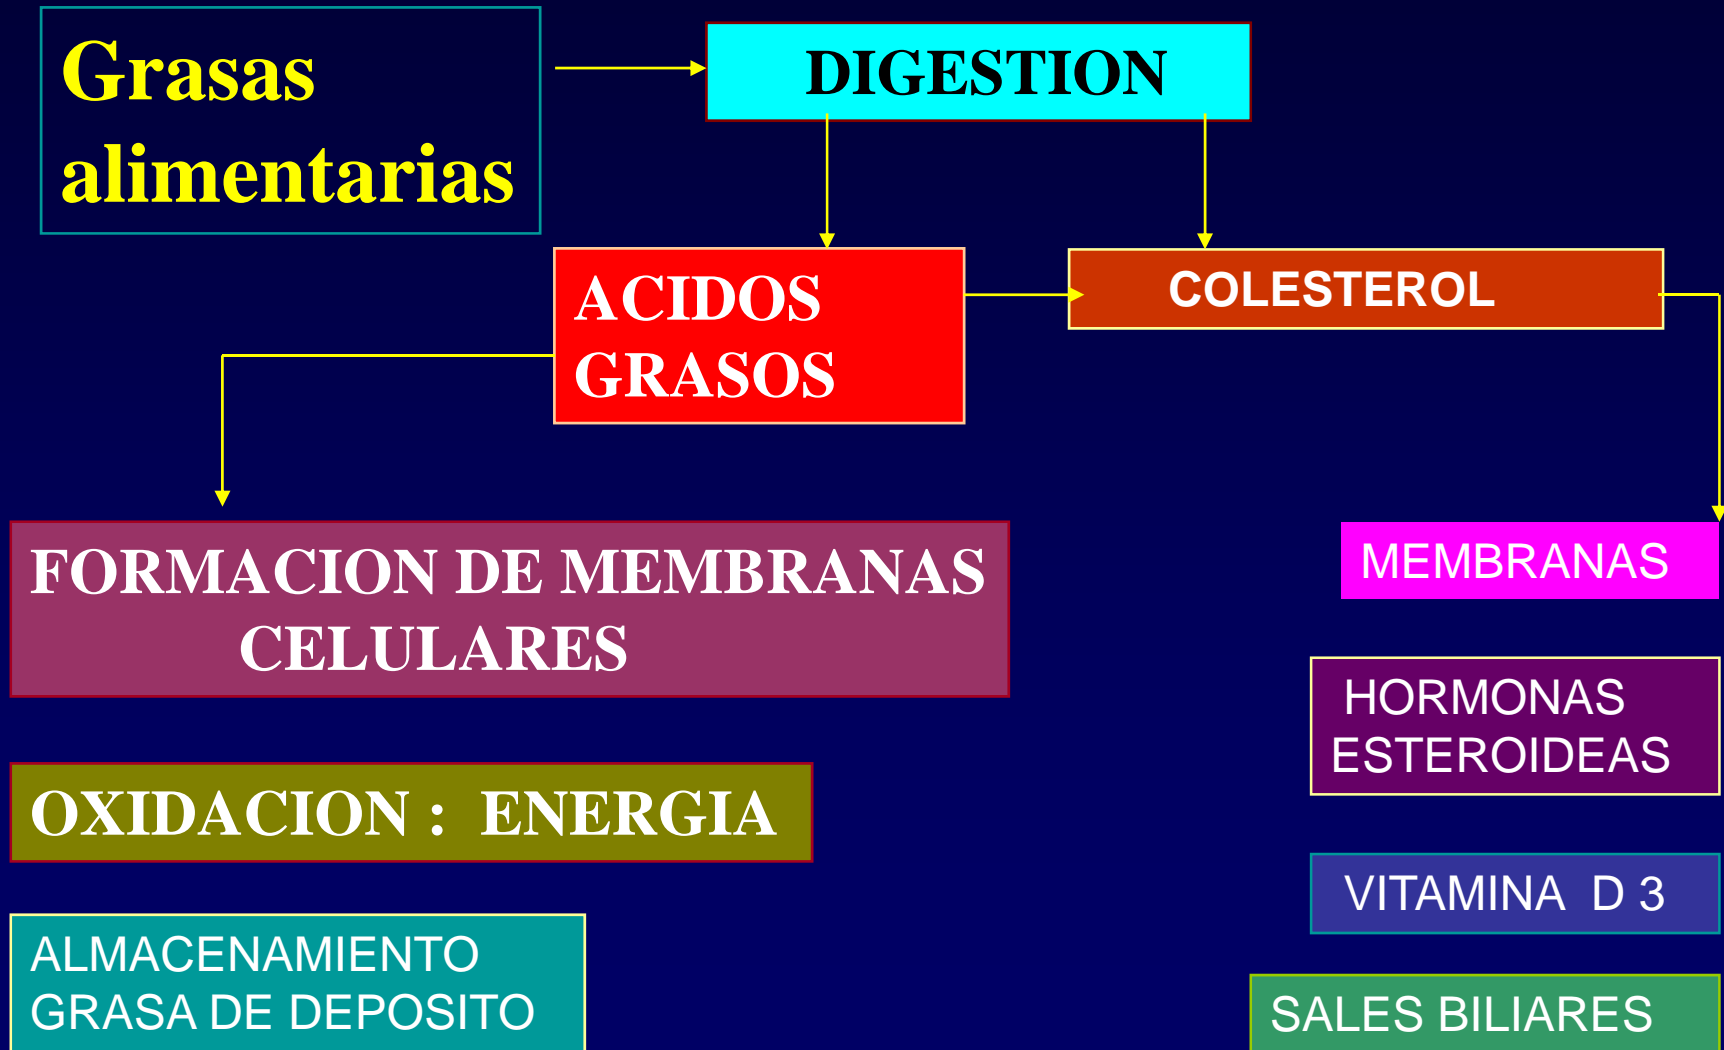 Grasas
alimentarias
DIGESTION
ACIDOS
GRASOS
COLESTEROL
FORMACION DE MEMBRANAS
CELULARES
OXIDACION : ENERGIA
ALMACENAMIENTO
GRASA DE DEPOSITO
MEMBRANAS
HORMONAS
ESTEROIDEAS
VITAMINA D 3
SALES BILIARES